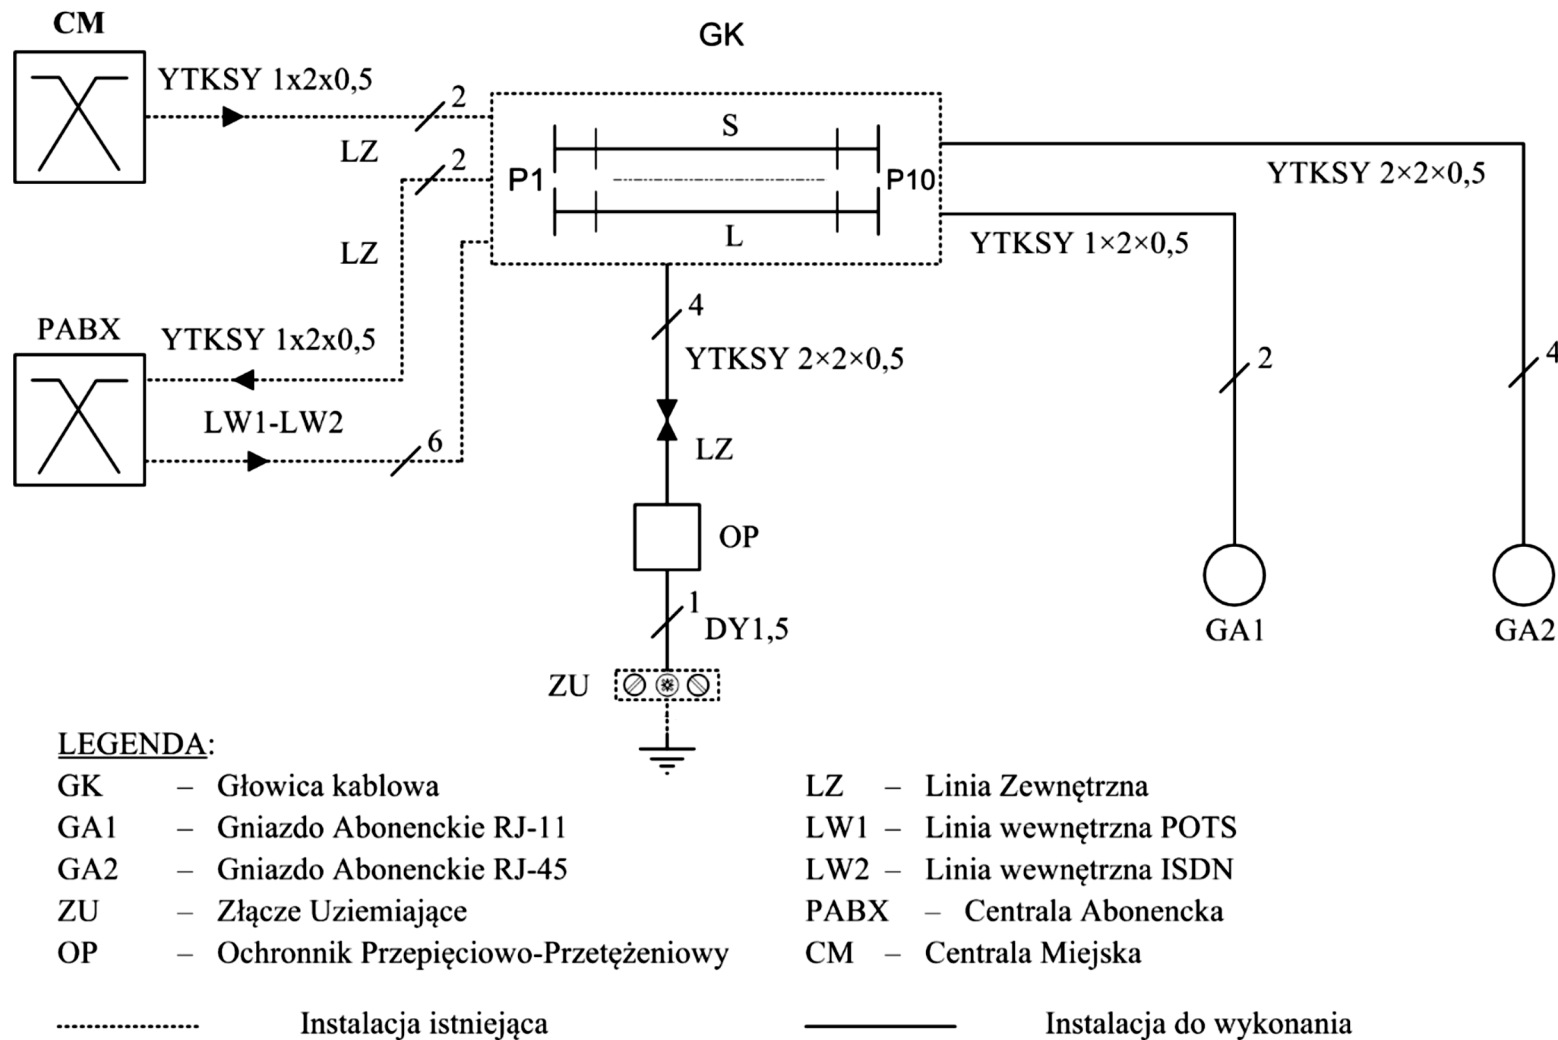 CM
GK
YTKSY 1x2x0,5
2
LZ
2
S
P1
P10
L
YTKSY 2×2×0,5
YTKSY 1×2×0,5
LZ
4
PABX
YTKSY 1x2x0,5
YTKSY 2×2×0,5
2
4
LW1-LW2
6
LZ
OP
1
DY1,5
GA1
GA2
ZU
LEGENDA:
GK – Głowica kablowa
GA1 – Gniazdo Abonenckie RJ-11
GA2 – Gniazdo Abonenckie RJ-45
ZU – Złącze Uziemiające
OP – Ochronnik Przepięciowo-Przetężeniowy
LZ – Linia Zewnętrzna
LW1 – Linia wewnętrzna POTS
LW2 – Linia wewnętrzna ISDN
PABX – Centrala Abonencka
CM – Centrala Miejska
Instalacja istniejąca
Instalacja do wykonania